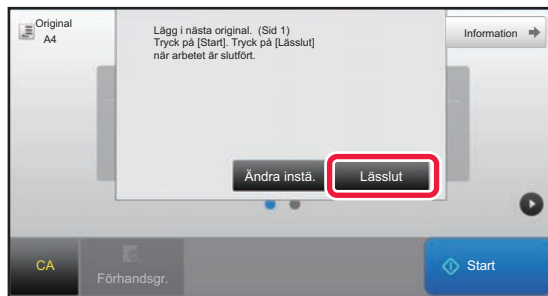 Original
A4
Lägg i nästa original. (Sid 1)
Tryck på [Start]. Tryck på [Lässlut]
när arbetet är slutfört.
Information
Ändra instä.
Lässlut
CA
Förhandsgr.
Start